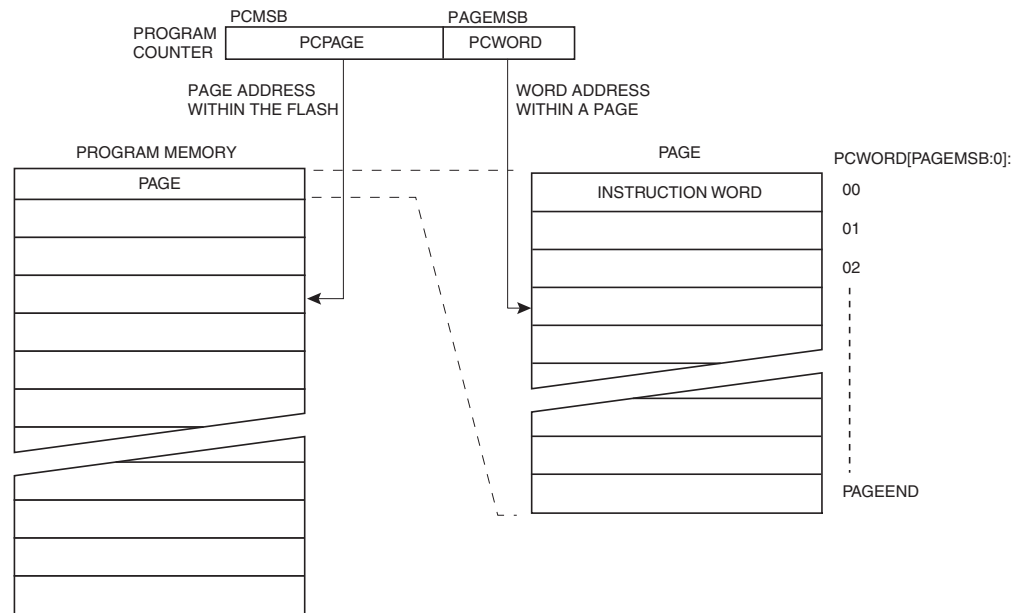 PCMSB
PAGEMSB
PROGRAM
COUNTER
PCPAGE
PCWORD
PAGE ADDRESS
WITHIN THE FLASH
WORD ADDRESS
WITHIN A PAGE
PROGRAM MEMORY
PAGE
PAGE
PCWORD[PAGEMSB:0]:
INSTRUCTION WORD
00
01
02
PAGEEND